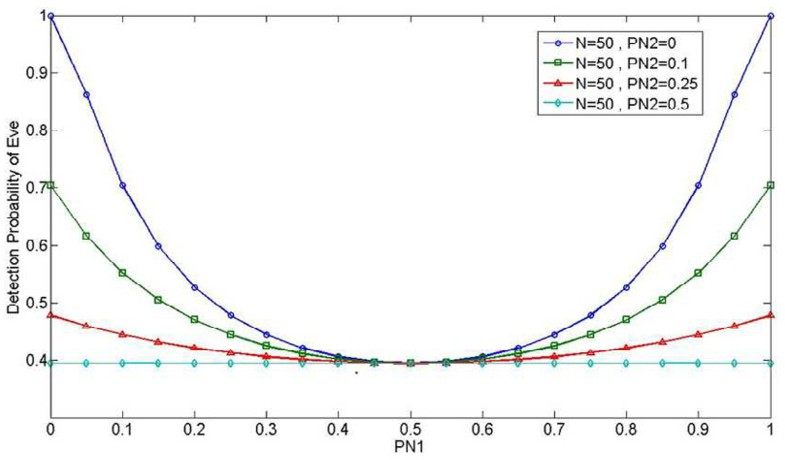 1
0.9
0.8
0.7
0.6
0.5
0.4
Detection Probability of Eve
N=50 , PN2=0
N=50 , PN2=0.1
N=50 , PN2=0.25
N=50 , PN2=0.5
0 0.1 0.2 0.3 0.4 0.5 0.6 0.7 0.8 0.9 1
PN1